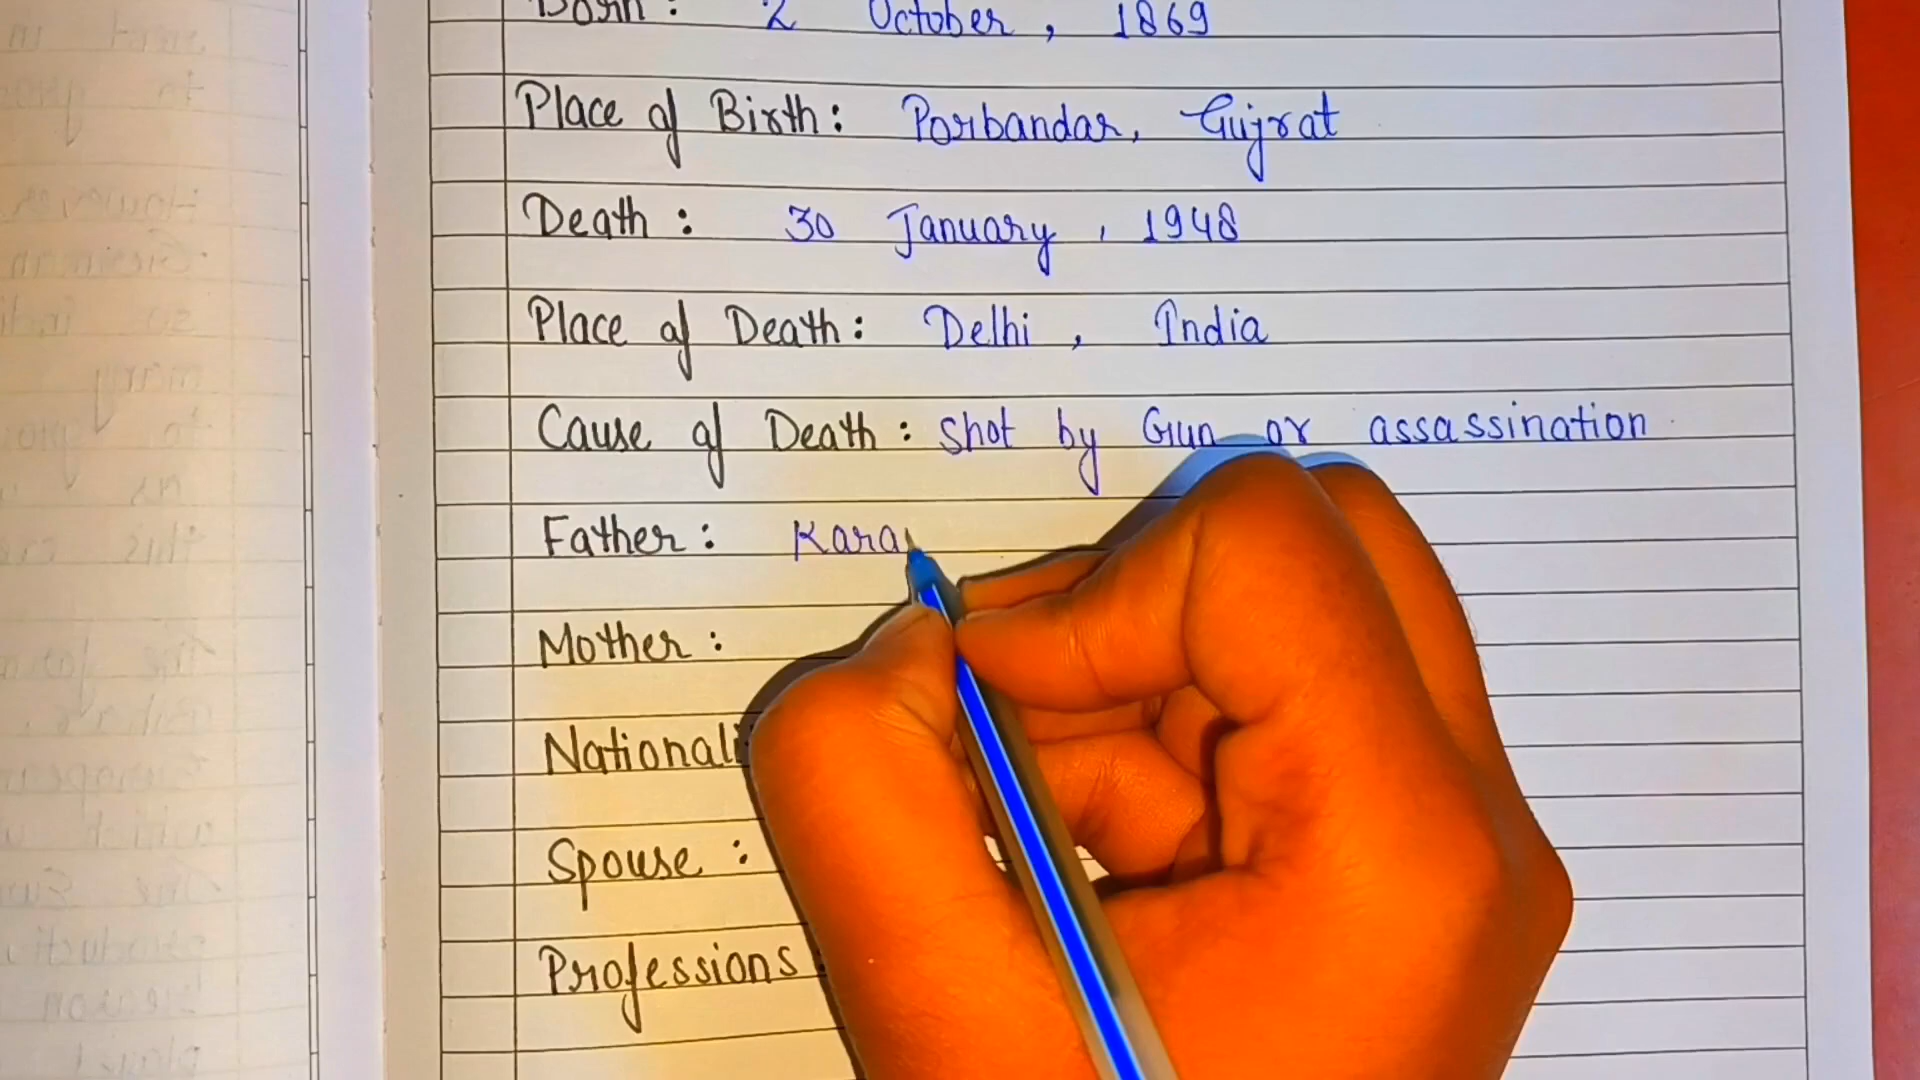 Born : 2 October , 1869
Place of Birth : Porbandar, Gujrat
Death : 30 January , 1948
Place of Death : Delhi , India
Cause of Death : Shot by Gun or assassination
Father : Kara
Mother :
Nationali
Spouse :
Professions